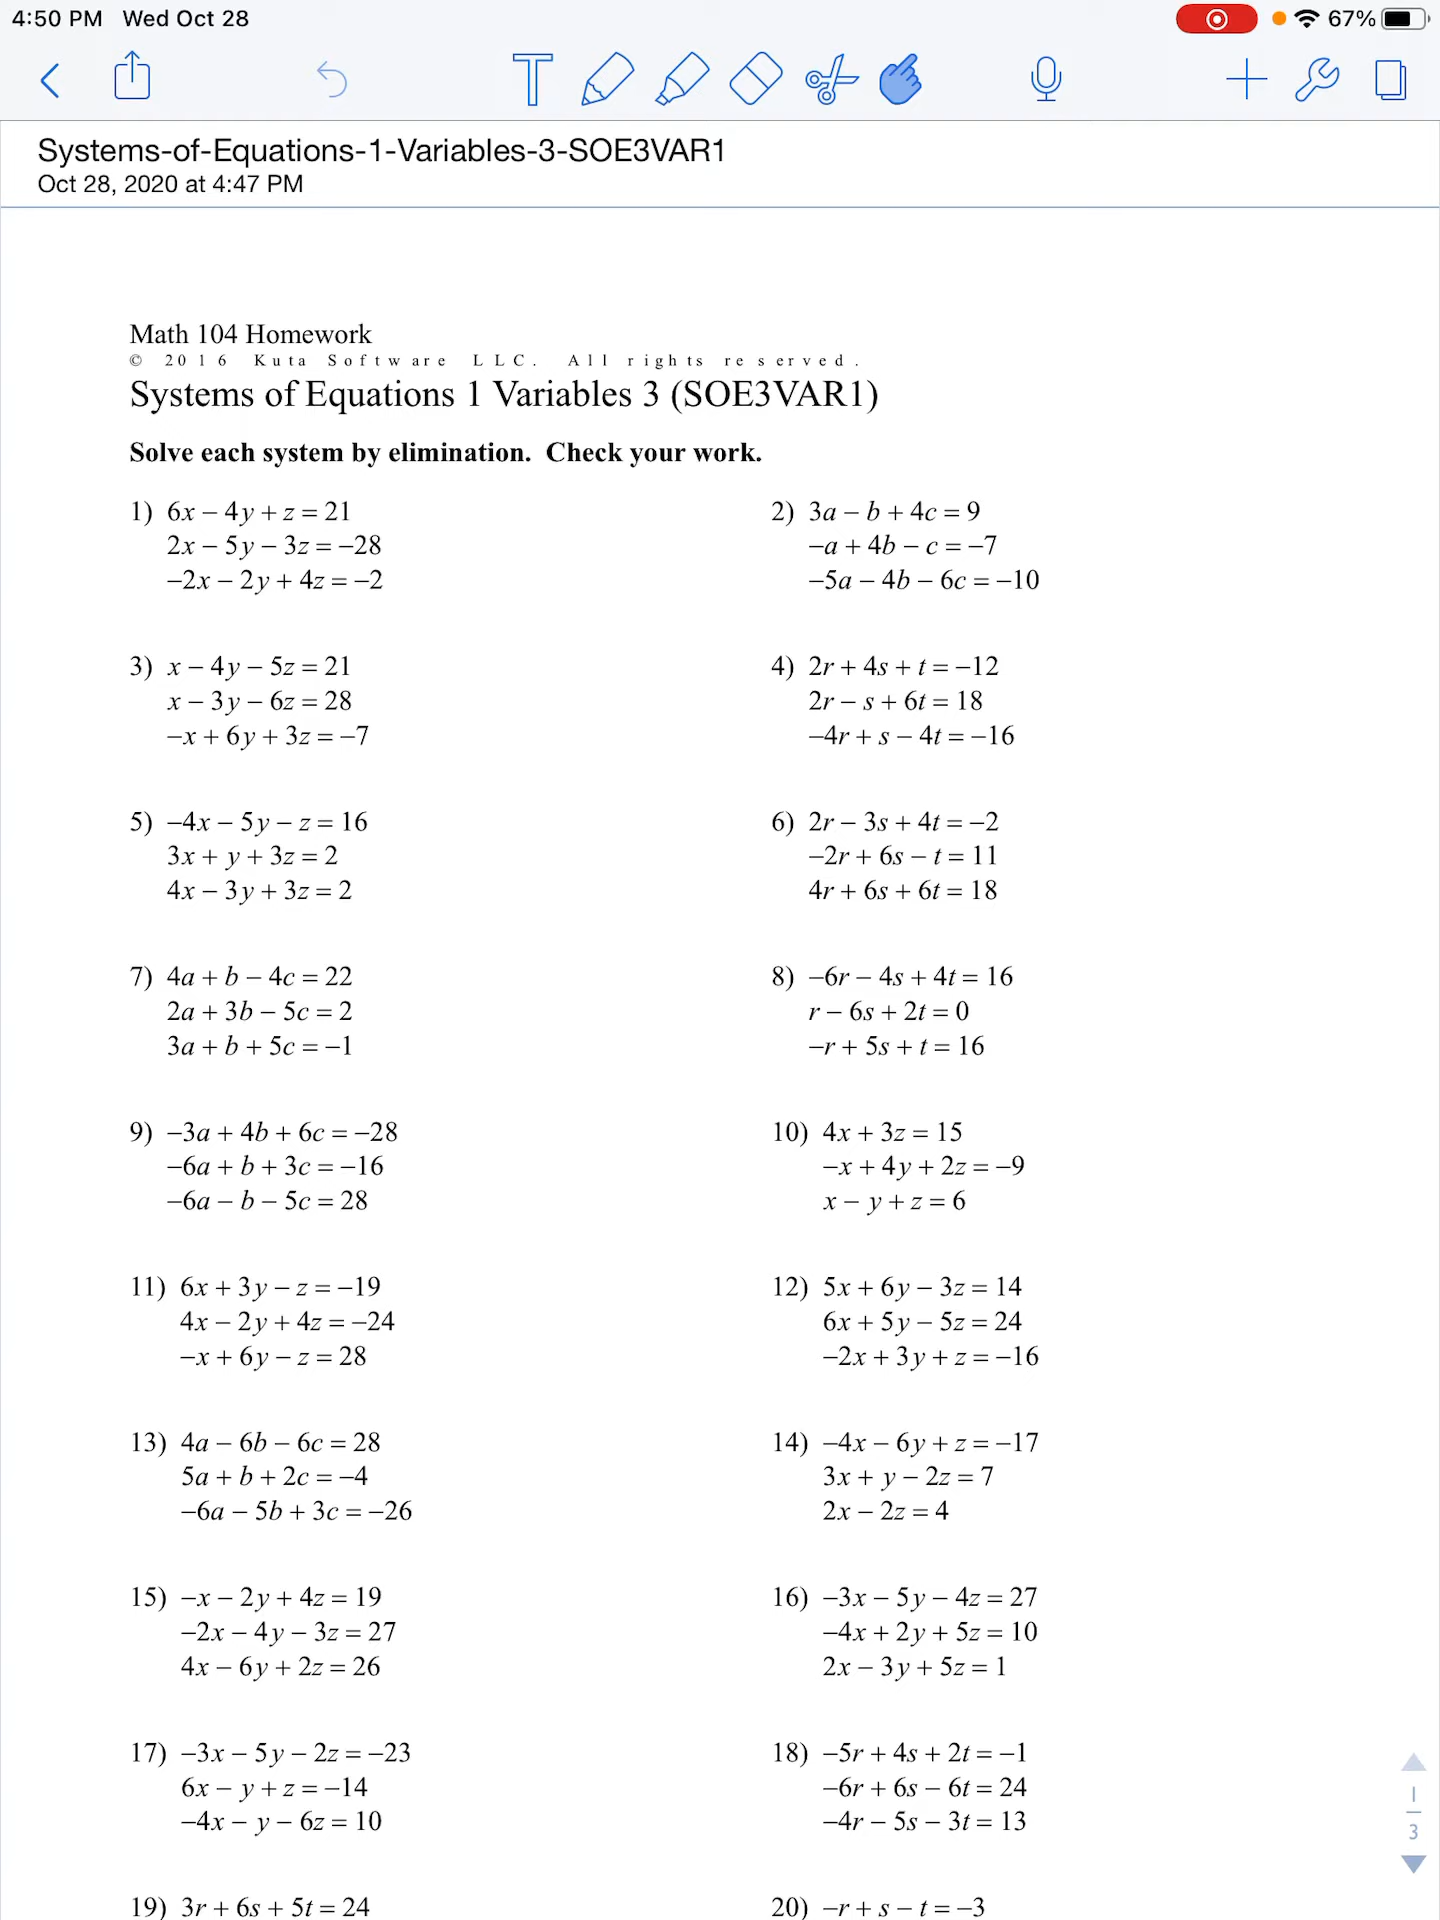 4:50 PM Wed Oct 28
67%
T
Systems-of-Equations-1-Variables-3-SOE3VAR1
Oct 28, 2020 at 4:47 PM
Math 104 Homework
© 2016 Kuta Software LLC. All rights reserved.
Systems of Equations 1 Variables 3 (SOE3VAR1)
Solve each system by elimination. Check your work.
1) 6x – 4y + z = 21
2x – 5y – 3z = –28
–2x – 2y + 4z = –2
2) 3a – b + 4c = 9
–a + 4b – c = –7
–5a – 4b – 6c = –10
3) x – 4y – 5z = 21
x – 3y – 6z = 28
–x + 6y + 3z = –7
4) 2r + 4s + t = –12
2r – s + 6t = 18
–4r + s – 4t = –16
5) –4x – 5y – z = 16
3x + y + 3z = 2
4x – 3y + 3z = 2
6) 2r – 3s + 4t = –2
–2r + 6s – t = 11
4r + 6s + 6t = 18
7) 4a + b – 4c = 22
2a + 3b – 5c = 2
3a + b + 5c = –1
8) –6r – 4s + 4t = 16
r – 6s + 2t = 0
–r + 5s + t = 16
9) –3a + 4b + 6c = –28
–6a + b + 3c = –16
–6a – b – 5c = 28
10) 4x + 3z = 15
–x + 4y + 2z = –9
x – y + z = 6
11) 6x + 3y – z = –19
4x – 2y + 4z = –24
–x + 6y – z = 28
12) 5x + 6y – 3z = 14
6x + 5y – 5z = 24
–2x + 3y + z = –16
13) 4a – 6b – 6c = 28
5a + b + 2c = –4
–6a – 5b + 3c = –26
14) –4x – 6y + z = –17
3x + y – 2z = 7
2x – 2z = 4
15) –x – 2y + 4z = 19
–2x – 4y – 3z = 27
4x – 6y + 2z = 26
16) –3x – 5y – 4z = 27
–4x + 2y + 5z = 10
2x – 3y + 5z = 1
17) –3x – 5y – 2z = –23
6x – y + z = –14
–4x – y – 6z = 10
18) –5r + 4s + 2t = –1
–6r + 6s – 6t = 24
–4r – 5s – 3t = 13
19) 3r + 6s + 5t = 24
20) –r + s – t = –3
1
3